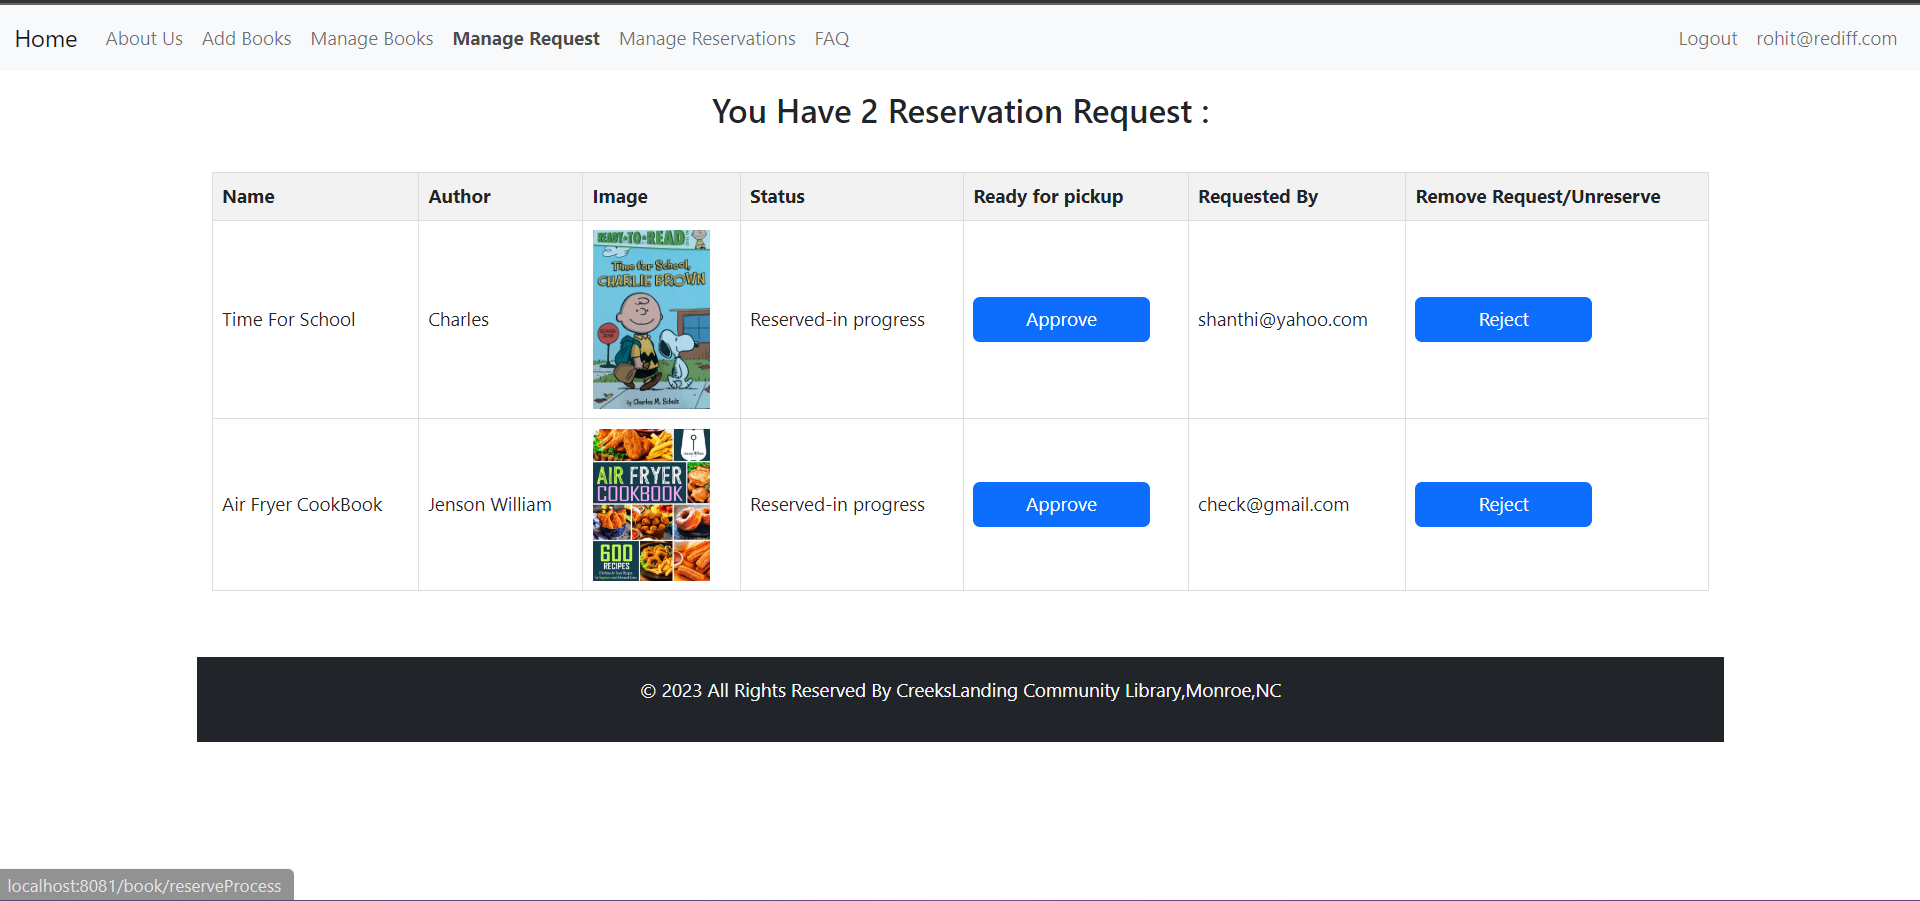 Home About Us Add Books Manage Books Manage Request Manage Reservations FAQ Logout rohit@rediff.com
You Have 2 Reservation Request :
Name Author Image Status Ready for pickup Requested By Remove Request/Unreserve
READY-TO-READ
Time for School,
CHARLIE BROWN
Time For School Charles Reserved-in progress Approve shanthi@yahoo.com Reject
by Charles M. Schulz
AIR FRYER
COOKBOOK
Air Fryer CookBook Jenson William Reserved-in progress Approve check@gmail.com Reject
600
RECIPES
© 2023 All Rights Reserved By CreeksLanding Community Library,Monroe,NC
localhost:8081/book/reserveProcess